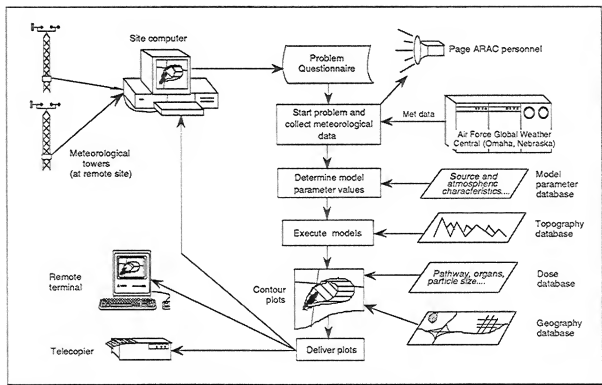 Site computer
Problem
Questionnaire
Page ARAC personnel
Start problem and
collect meteorological
data
Met data
Air Force Global Weather
Central (Omaha, Nebraska)
Meteorological
towers
(at remote site)
Determine model
parameter values
Source and
atmospheric
characteristics....
Model
parameter
database
Execute models
Topography
database
Remote
terminal
Contour
plots
Pathway, organs,
particle size....
Dose
database
Geography
database
Telecopier
Deliver plots